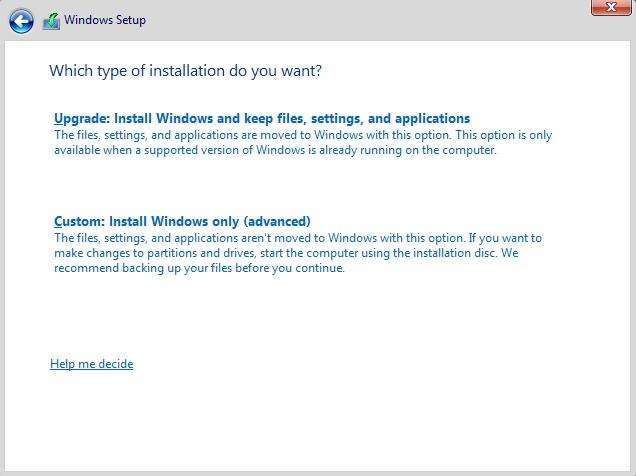 Windows Setup
Which type of installation do you want?
Upgrade: Install Windows and keep files, settings, and applications
The files, settings, and applications are moved to Windows with this option. This option is only
available when a supported version of Windows is already running on the computer.
Custom: Install Windows only (advanced)
The files, settings, and applications aren't moved to Windows with this option. If you want to
make changes to partitions and drives, start the computer using the installation disc. We
recommend backing up your files before you continue.
Help me decide